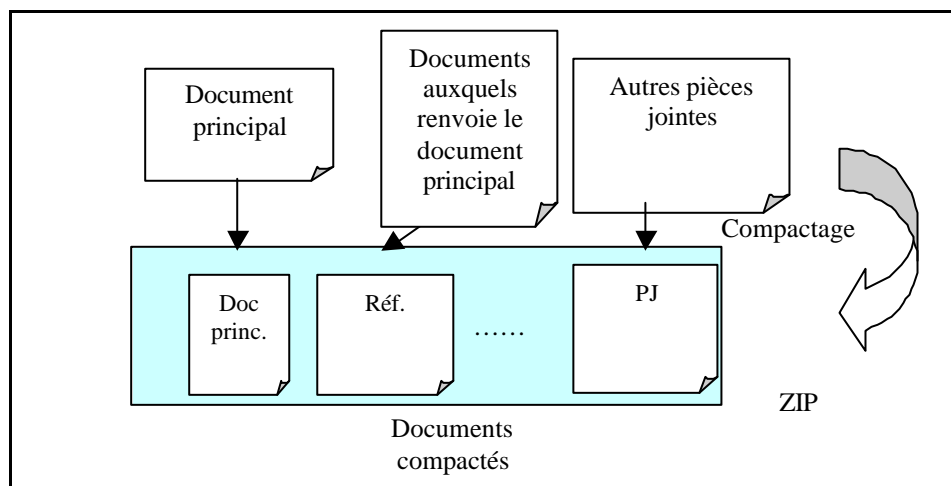 Document
principal
Documents
auxquels
renvoie le
document
principal
Autres pièces
jointes
Compactage
Doc
princ.
Réf.
……
PJ
ZIP
Documents
compactés